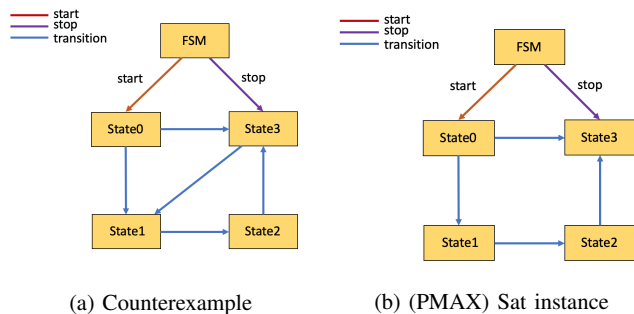 start
stop
transition
FSM
start
stop
State0
State3
State1
State2
(a) Counterexample
start
stop
transition
FSM
start
stop
State0
State3
State1
State2
(b) (PMAX) Sat instance